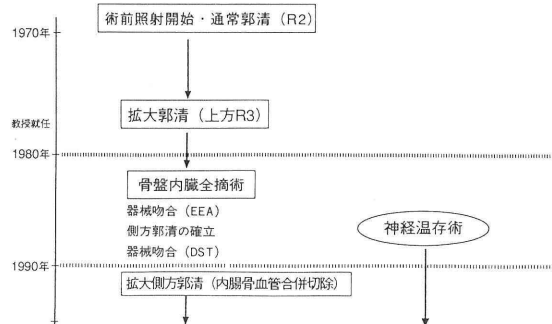 術前照射開始・通常郭清（R2）
1970年
拡大郭清（上方R3）
教授就任
1980年
骨盤内臓全摘術
器械吻合（EEA）
側方郭清の確立
神経温存術
器械吻合（DST）
1990年
拡大側方郭清（内腸骨血管合併切除）